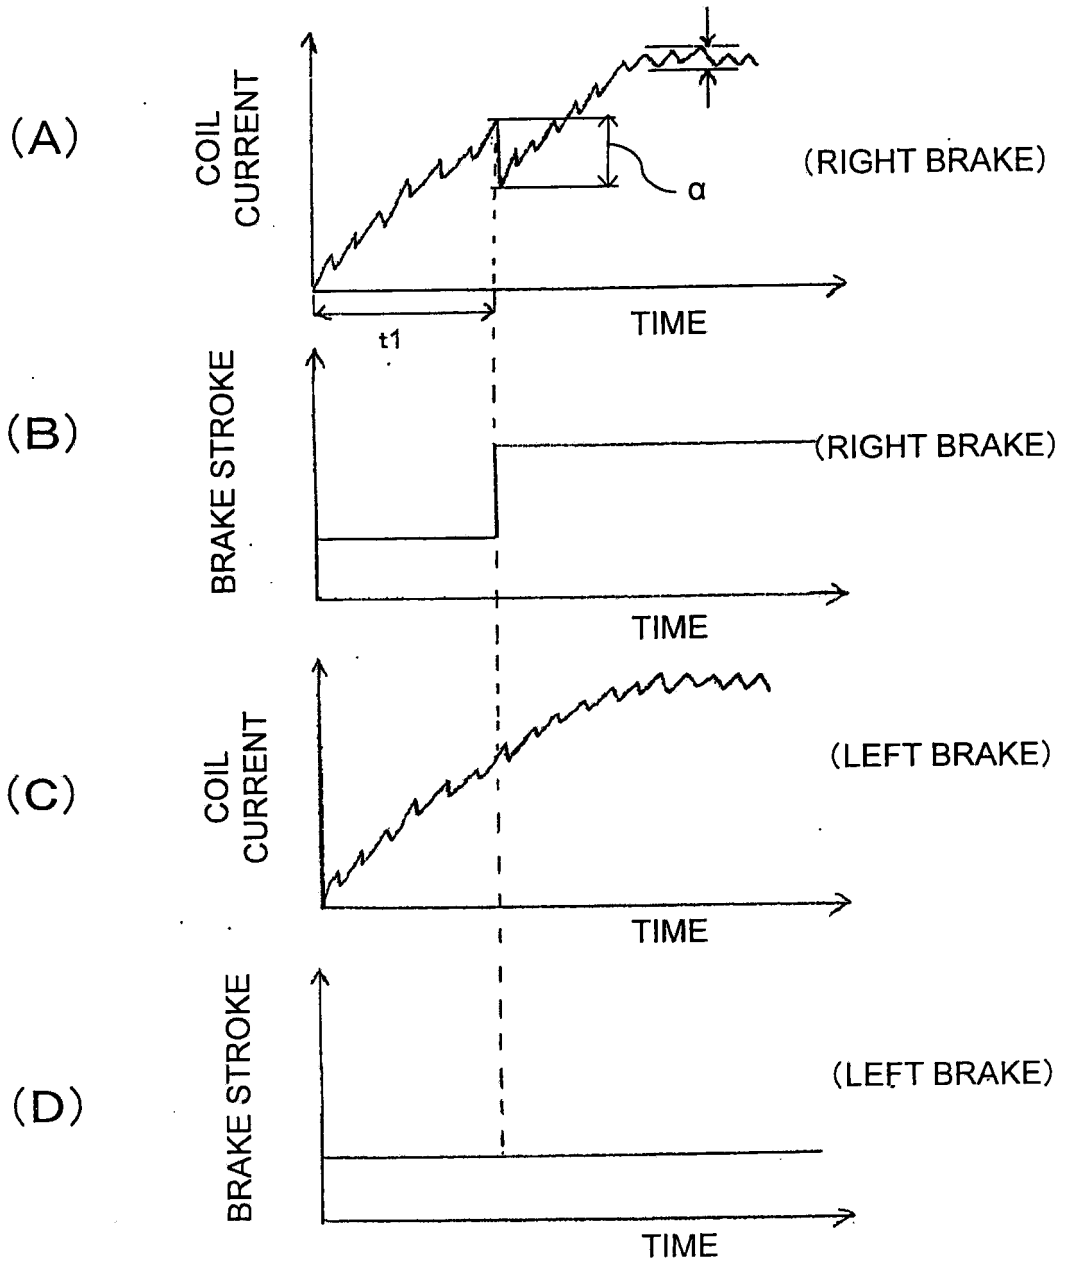 (A)
COIL
CURRENT
(RIGHT BRAKE)
α
t1
TIME
(B)
BRAKE STROKE
(RIGHT BRAKE)
TIME
(C)
COIL
CURRENT
(LEFT BRAKE)
TIME
(D)
BRAKE STROKE
(LEFT BRAKE)
TIME